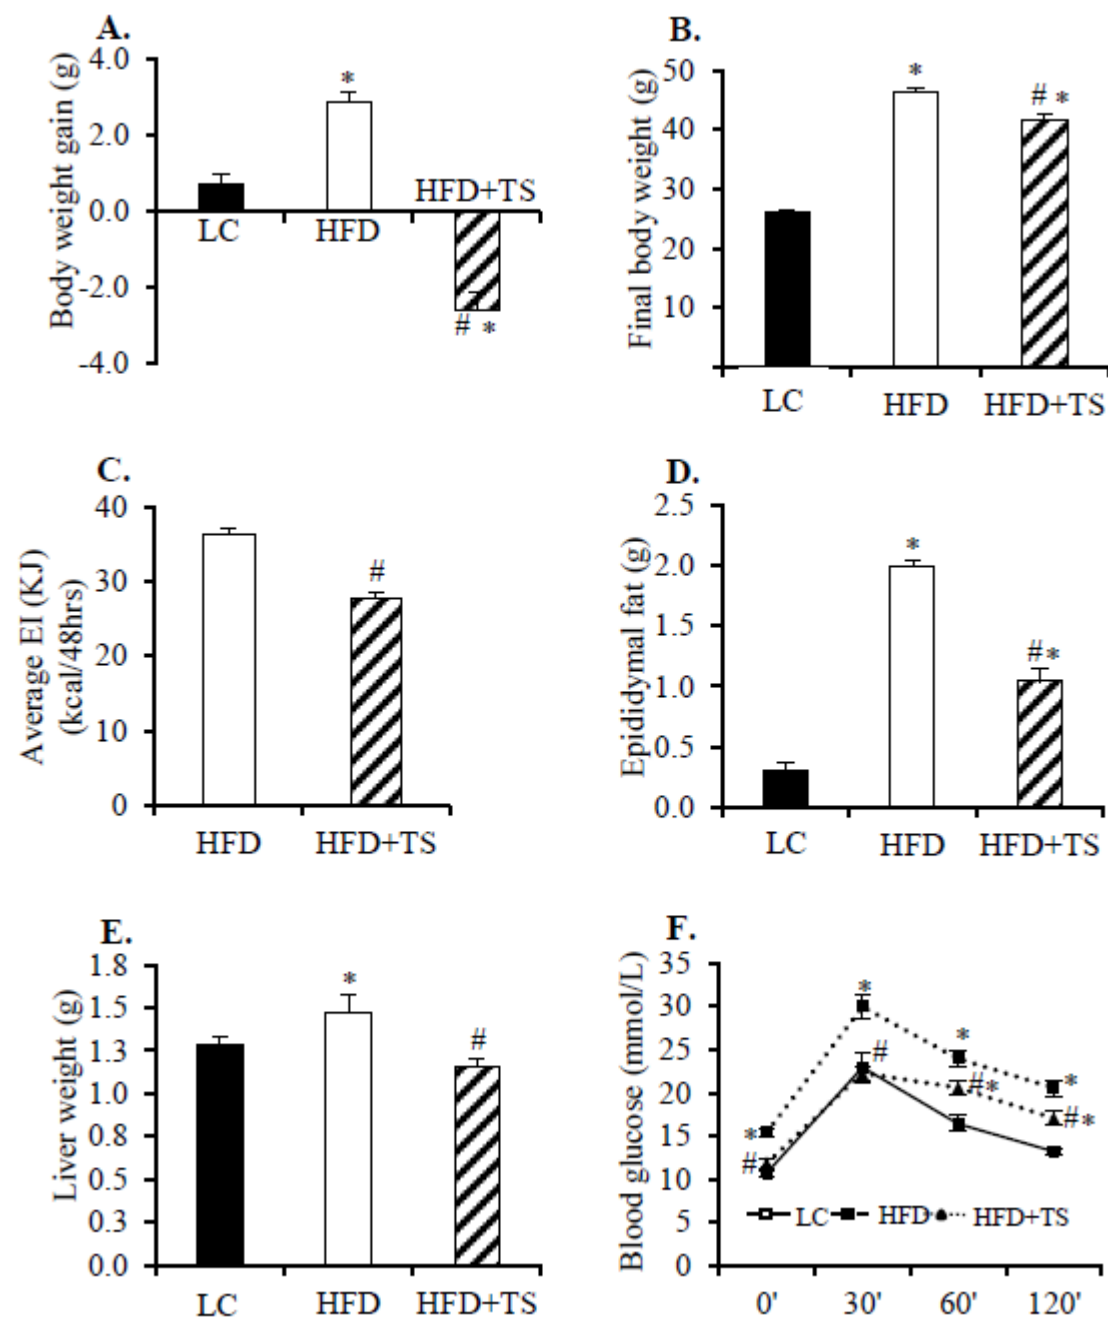 A.
Body weight gain (g)
4.0
2.0
0.0
-2.0
-4.0
*
HFD+TS
LC
HFD
# *
B.
Final body weight (g)
50
40
30
20
10
*
# *
LC
HFD
HFD+TS
C.
Average EI (KJ)
(kcal/48hrs)
40
30
20
10
0
#
HFD
HFD+TS
D.
Epididymal fat (g)
2.5
2.0
1.5
1.0
0.5
0.0
*
#*
LC
HFD
HFD+TS
E.
Liver weight (g)
1.8
1.5
1.3
1.0
0.8
0.5
0.3
0.0
*
#
LC
HFD
HFD+TS
F.
Blood glucose (mmol/L)
35
30
25
20
15
10
5
0
*
*
#
*
#*
*
#*
#
LC
HFD
HFD+TS
0'
30'
60'
120'